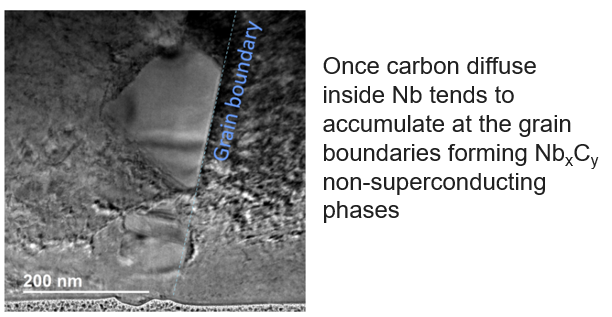 Grain boundary
200 nm
Once carbon diffuse
inside Nb tends to
accumulate at the grain
boundaries forming NbxCy
non-superconducting
phases